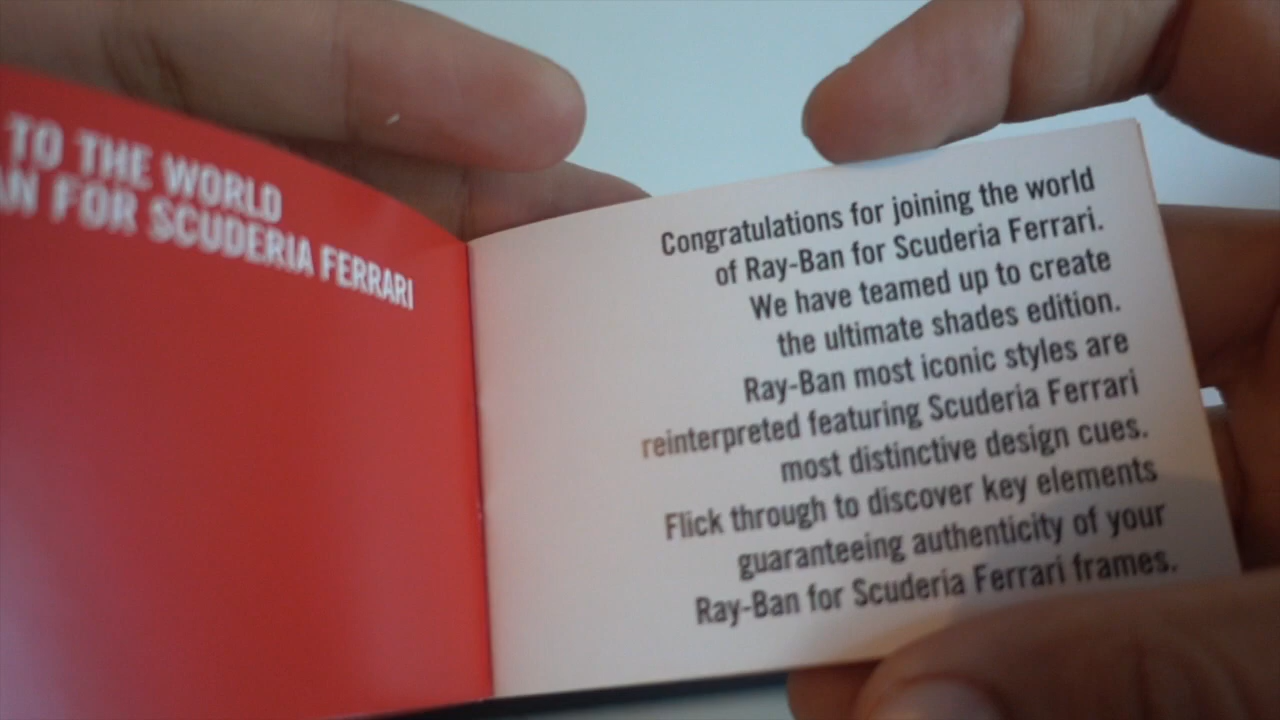 TO THE WORLD
FOR SCUDERIA FERRARI
Congratulations for joining the world
of Ray-Ban for Scuderia Ferrari.
We have teamed up to create
the ultimate shades edition.
Ray-Ban most iconic styles are
reinterpreted featuring Scuderia Ferrari
most distinctive design cues.
Flick through to discover key elements
guaranteeing authenticity of your
Ray-Ban for Scuderia Ferrari frames.